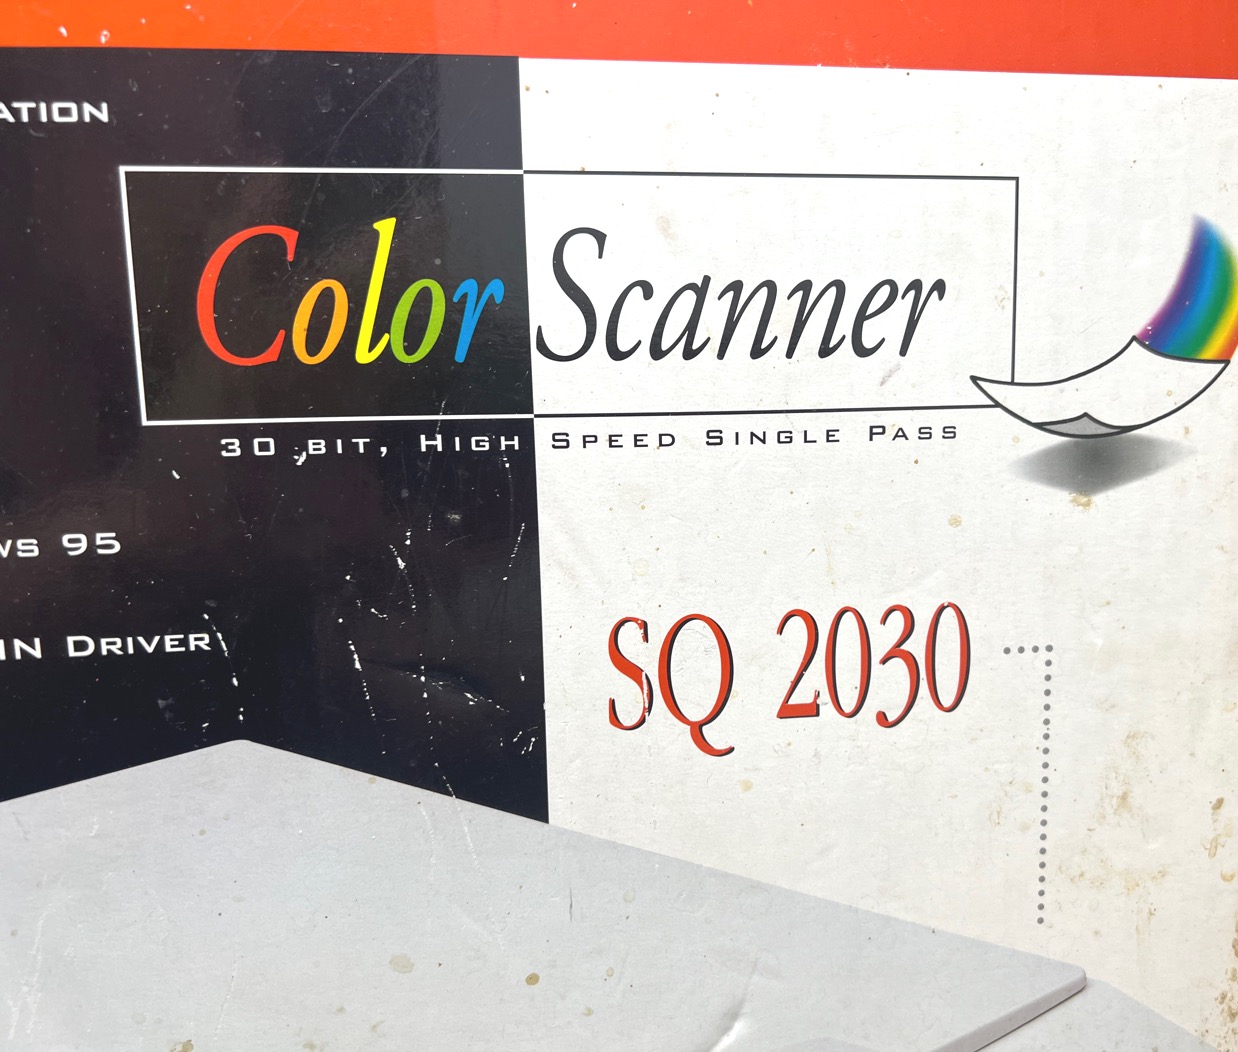 ATION
Color Scanner
30 BIT, HIGH SPEED SINGLE PASS
WS 95
IN DRIVER
SQ 2030